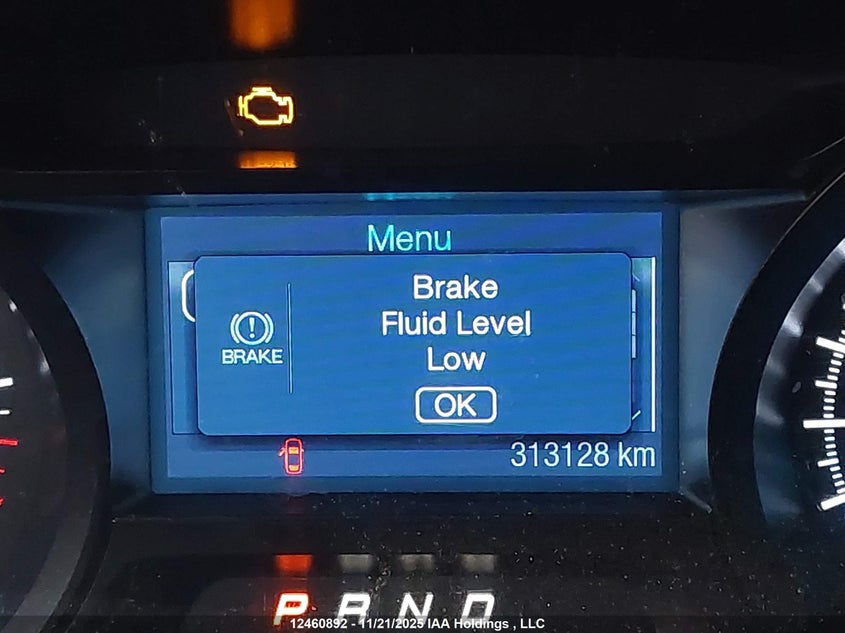 Menu
Brake
Fluid Level
Low
BRAKE
OK
313128 km
P R N D
12460892 - 11/21/2025 IAA Holdings , LLC